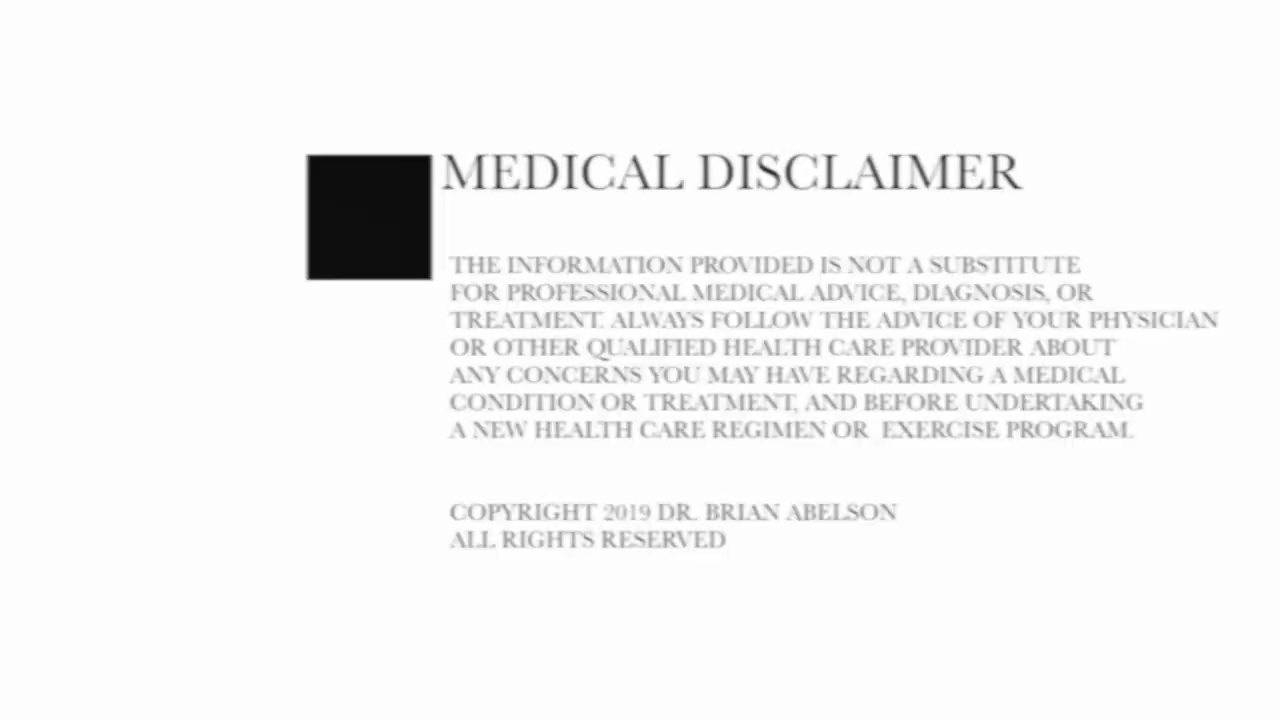 MEDICAL DISCLAIMER
THE INFORMATION PROVIDED IS NOT A SUBSTITUTE
FOR PROFESSIONAL MEDICAL ADVICE, DIAGNOSIS, OR
TREATMENT. ALWAYS FOLLOW THE ADVICE OF YOUR PHYSICIAN
OR OTHER QUALIFIED HEALTH CARE PROVIDER ABOUT
ANY CONCERNS YOU MAY HAVE REGARDING A MEDICAL
CONDITION OR TREATMENT, AND BEFORE UNDERTAKING
A NEW HEALTH CARE REGIMEN OR EXERCISE PROGRAM.
COPYRIGHT 2019 DR. BRIAN ABELSON
ALL RIGHTS RESERVED